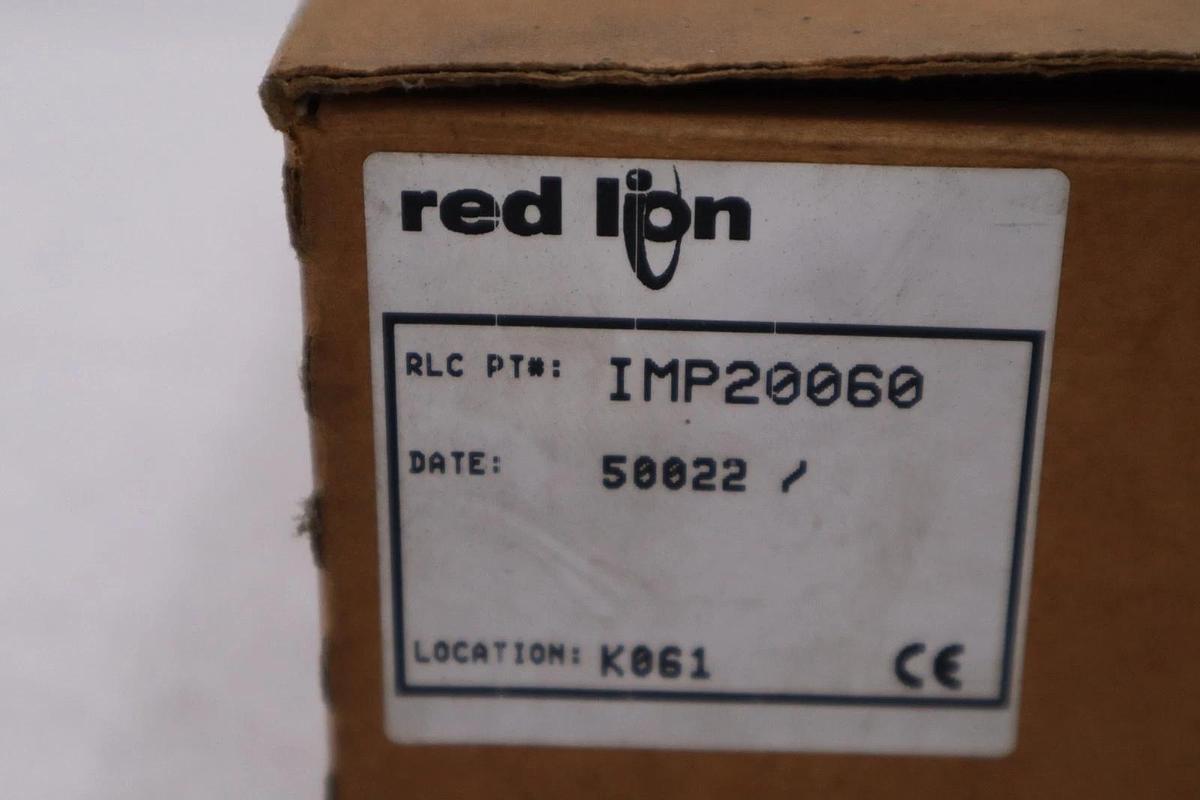 red lion
RLC PT#: IMP20060
DATE: 50022 /
LOCATION: K061 CE